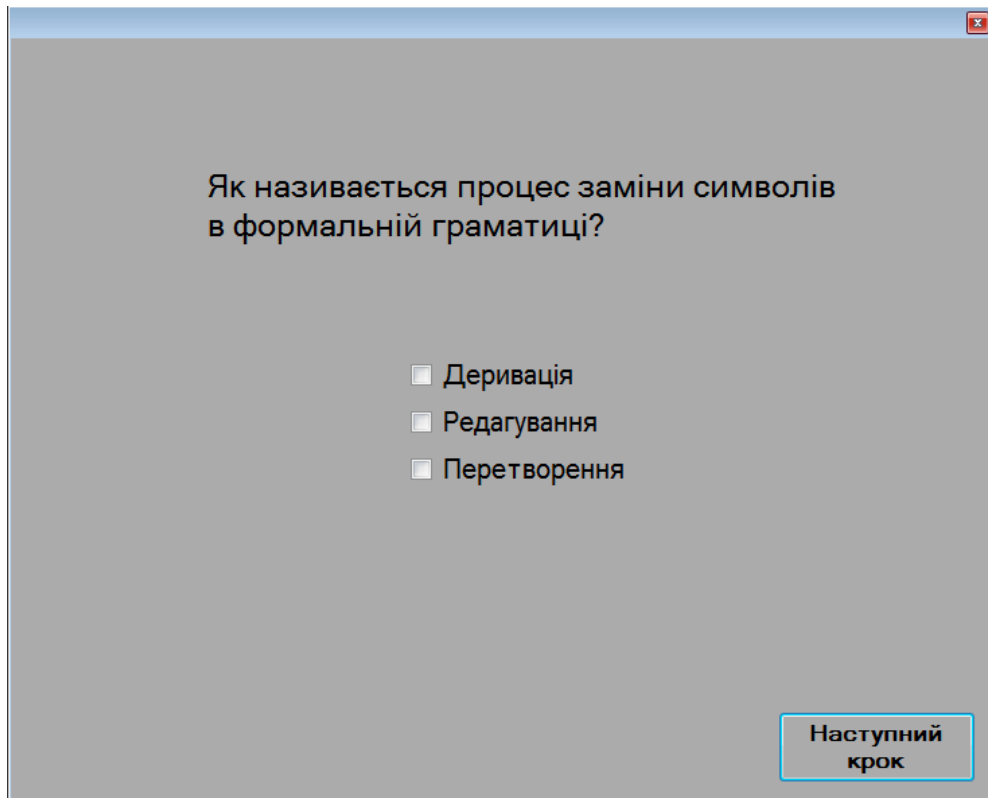 Як називається процес заміни символів
в формальній граматиці?
Деривація
Редагування
Перетворення
Наступний
крок